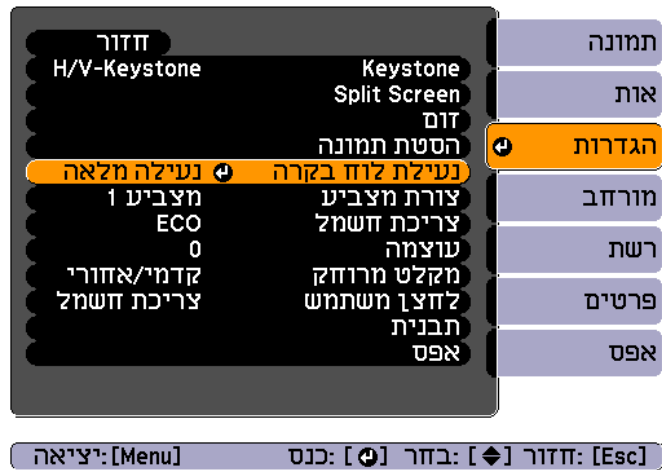 תמונה
אות
הגדרות
מורחב
רשת
פרטים
אפס
חזור
Keystone H/V-Keystone
Split Screen
זום
הסטת תמונה
נעילת לוח בקרה נעילה מלאה
צורת מצביע מצביע 1
צריכת חשמל ECO
עוצמה 0
מקלט מרוחק קדמי/אחורי
לחצן משתמש צריכת חשמל
תבנית
אפס
[Esc] :חזור [ ] :בחר [ ] :כנס [Menu]:יציאה